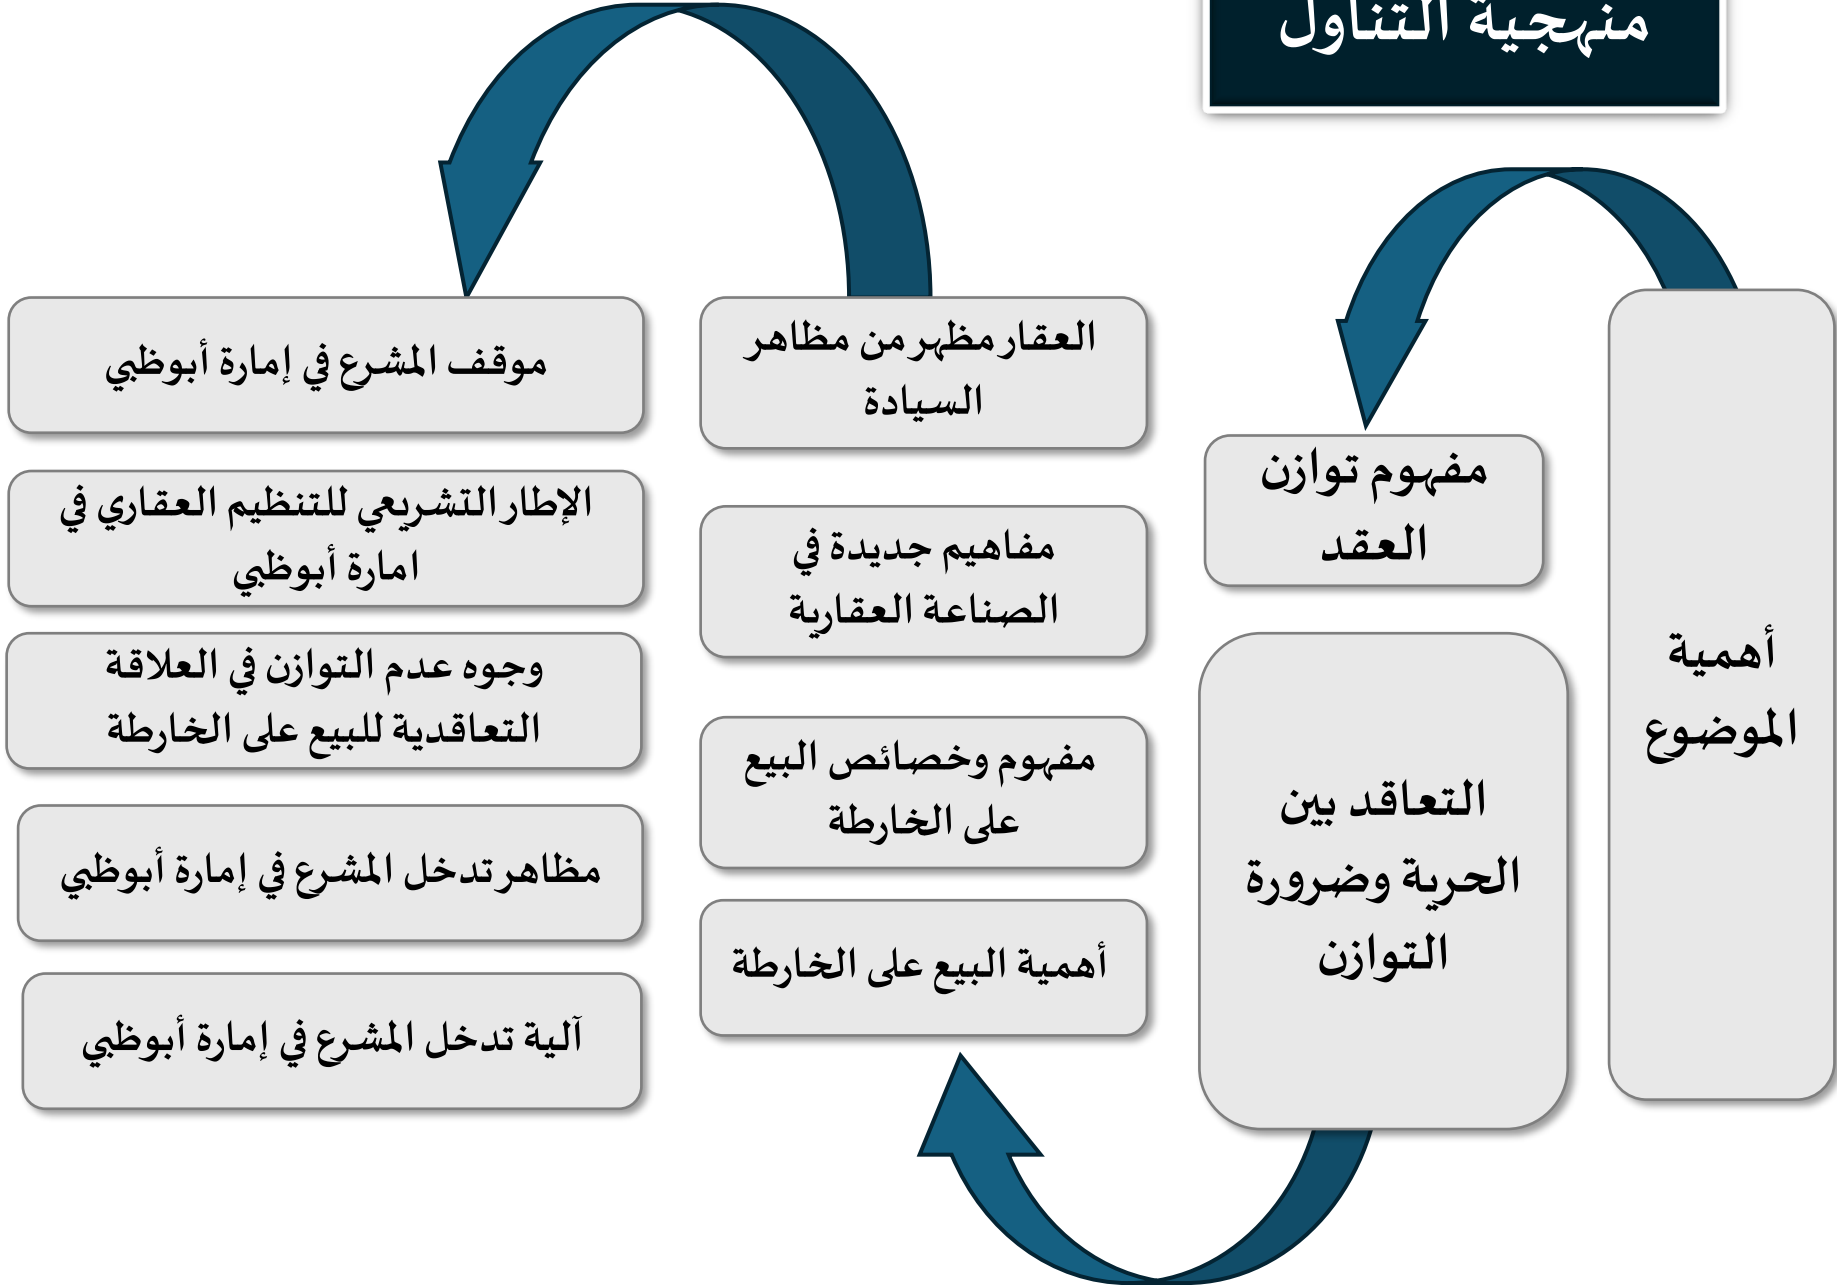 منهجية التناول
أهمية
الموضوع
مفهوم توازن
العقد
التعاقد بين
الحرية وضرورة
التوازن
العقار مظهر من مظاهر
السيادة
مفاهيم جديدة في
الصناعة العقارية
مفهوم وخصائص البيع
على الخارطة
أهمية البيع على الخارطة
موقف المشرع في إمارة أبوظبي
الإطار التشريعي للتنظيم العقاري في
امارة أبوظبي
وجوه عدم التوازن في العلاقة
التعاقدية للبيع على الخارطة
مظاهر تدخل المشرع في إمارة أبوظبي
آلية تدخل المشرع في إمارة أبوظبي